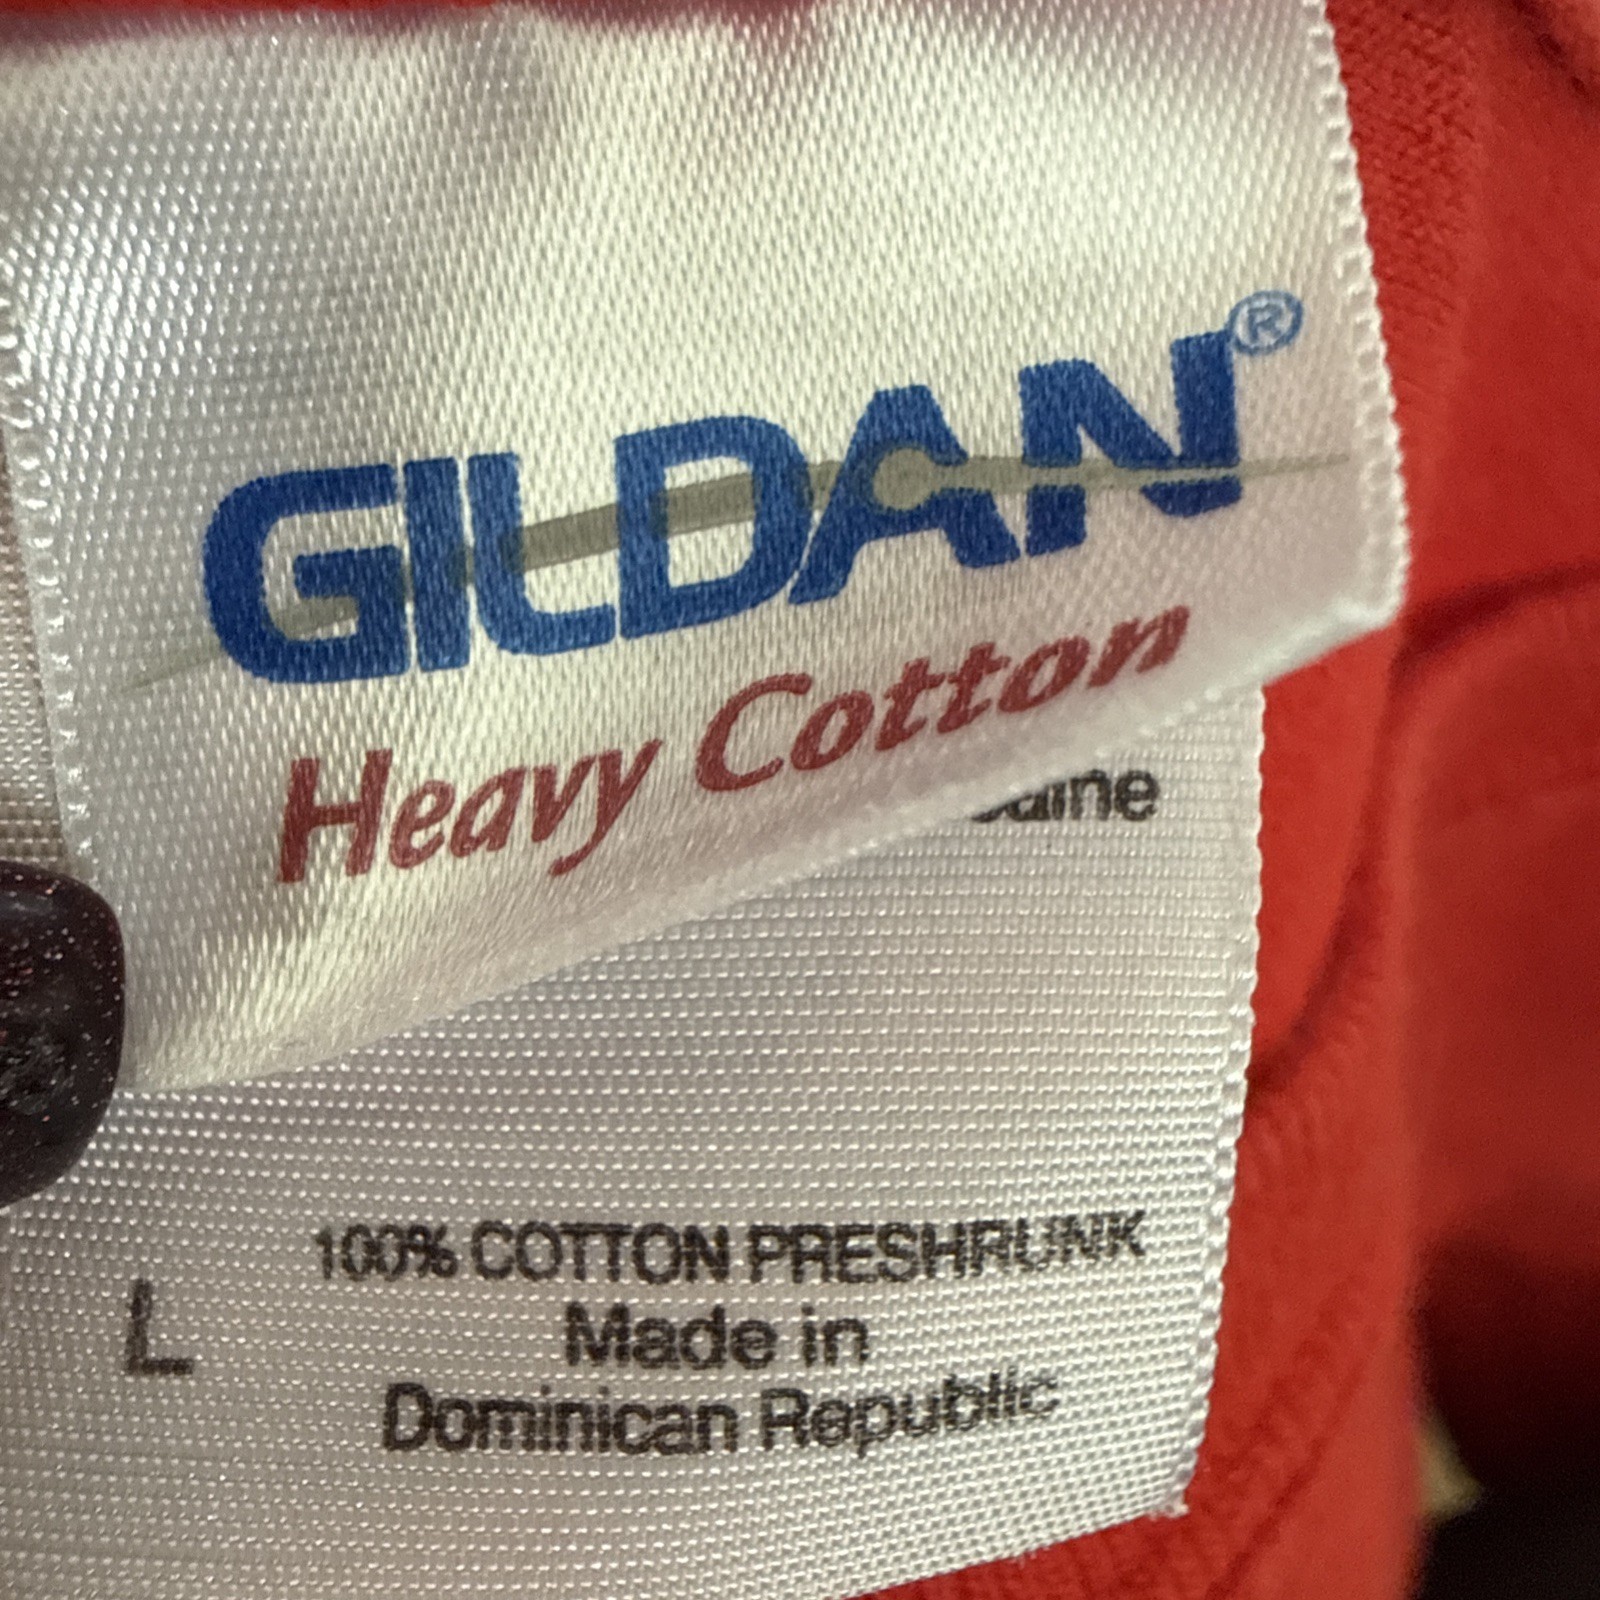 GILDAN®
Heavy Cotton
100% COTTON PRESHRUNK
L
Made in
Dominican Republic